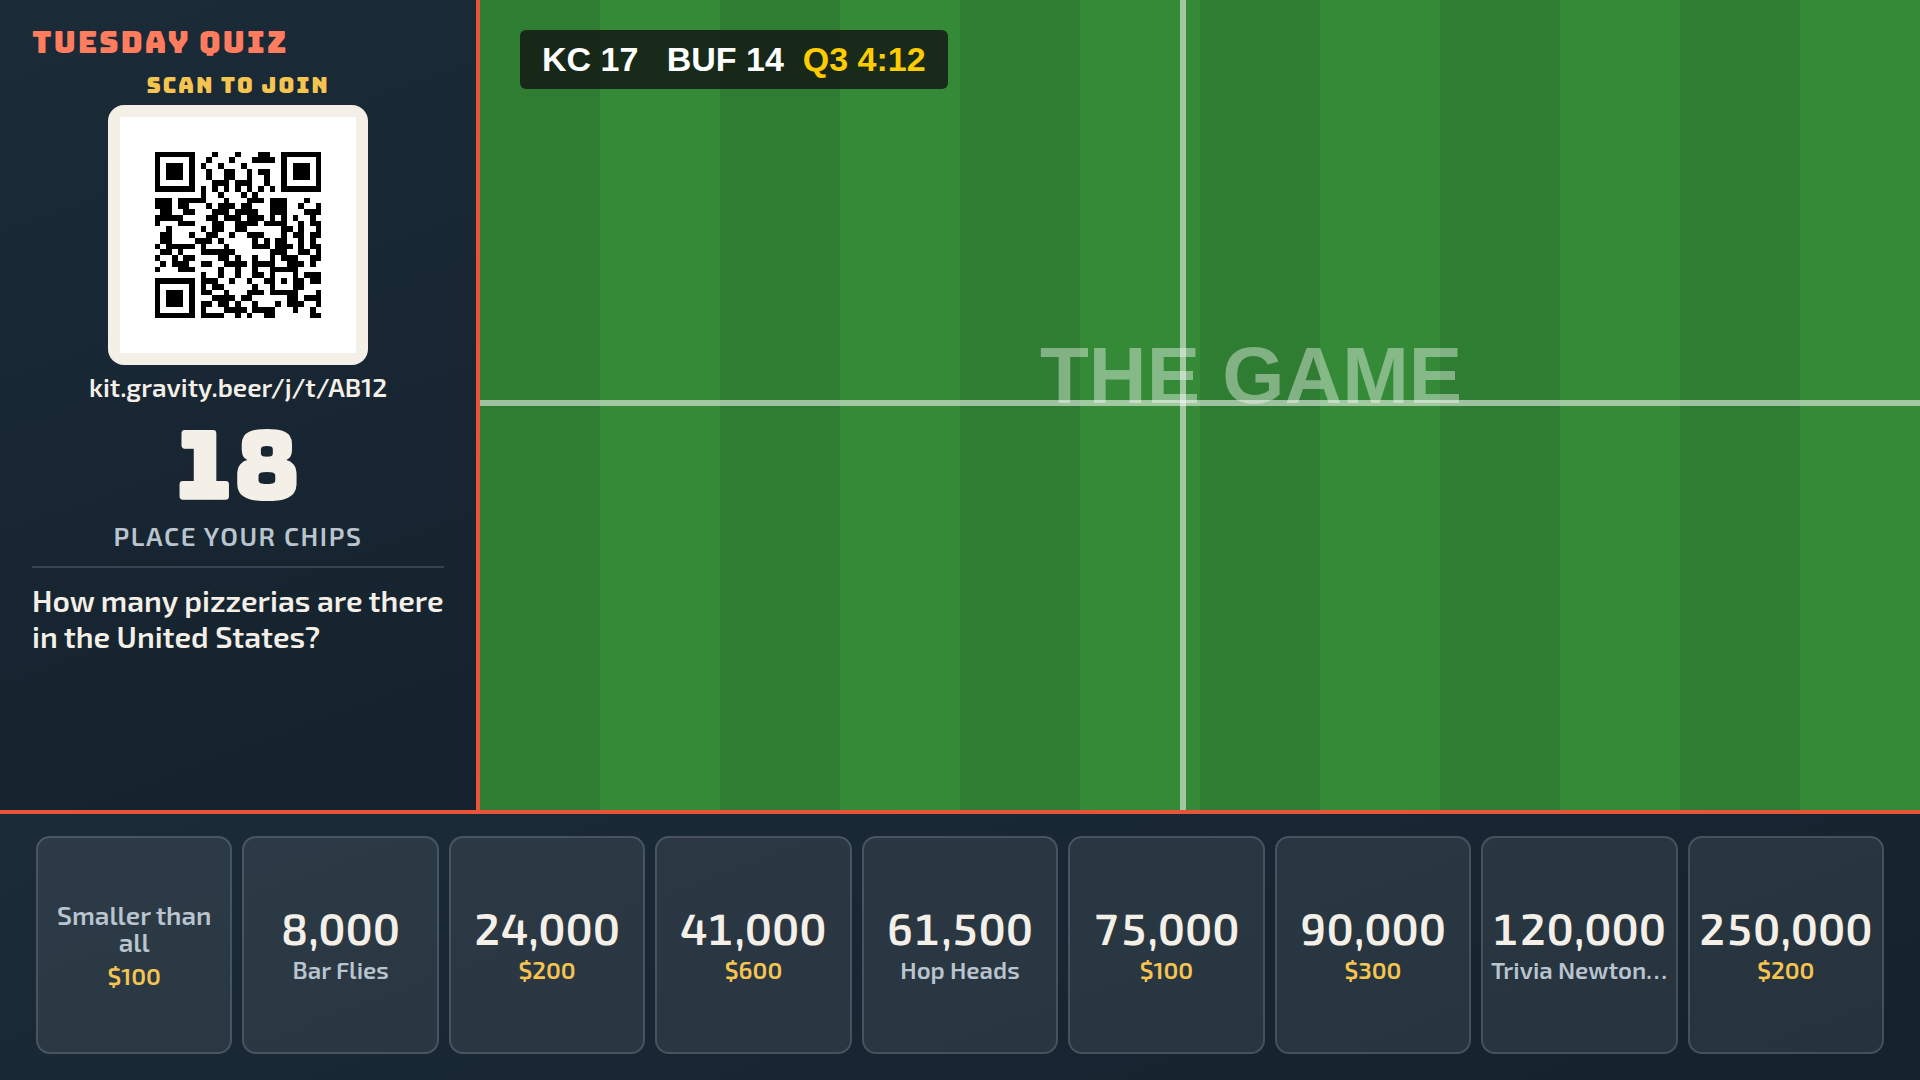 TUESDAY QUIZ
SCAN TO JOIN
kit.gravity.beer/j/t/AB12
18
PLACE YOUR CHIPS
How many pizzerias are there
in the United States?
KC 17 BUF 14 Q3 4:12
THE GAME
Smaller than
all
$100
8,000
Bar Flies
24,000
$200
41,000
$600
61,500
Hop Heads
75,000
$100
90,000
$300
120,000
Trivia Newton...
250,000
$200